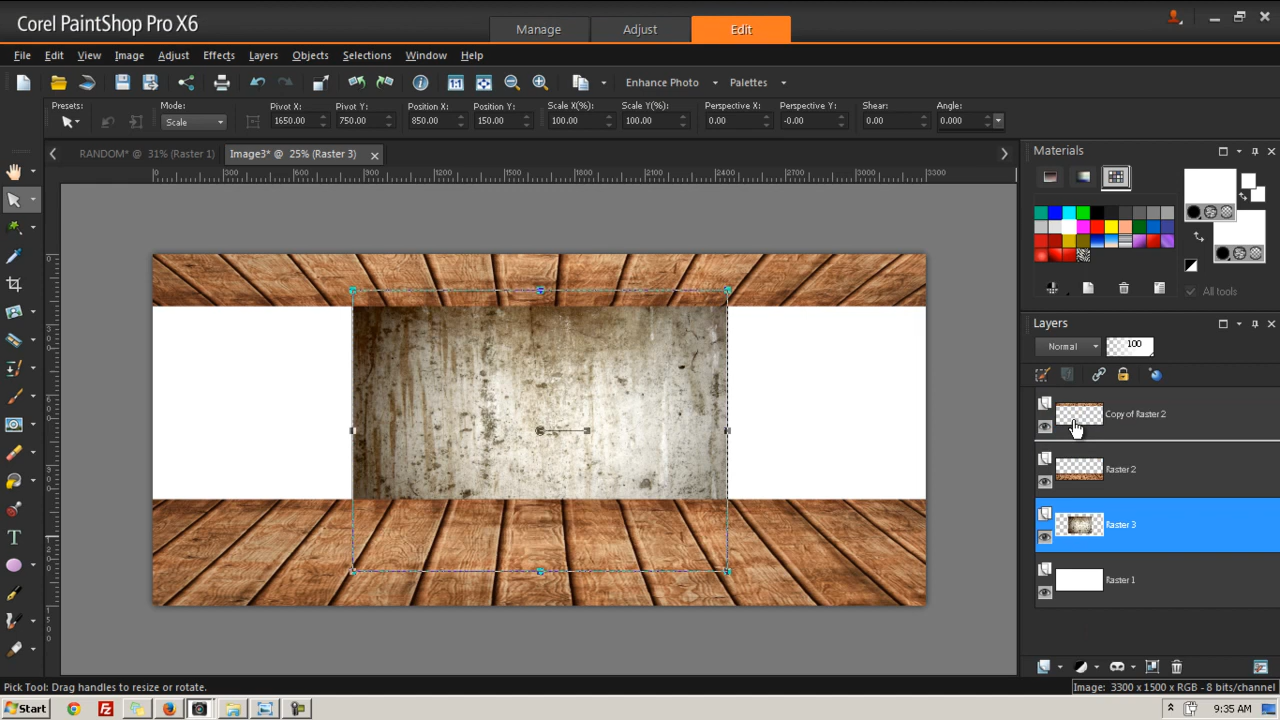 Corel PaintShop Pro X6
Manage
Adjust
Edit
File Edit View Image Adjust Effects Layers Objects Selections Window Help
Enhance Photo
Palettes
Presets:
Mode:
Scale
Pivot X:
1650.00
Pivot Y:
750.00
Position X:
850.00
Position Y:
150.00
Scale X(%):
100.00
Scale Y(%):
100.00
Perspective X:
0.00
Perspective Y:
-0.00
Shear:
0.00
Angle:
0.000
RANDOM* @ 31% (Raster 1)
Image3* @ 25% (Raster 3)
Materials
All tools
Layers
Normal
100
Copy of Raster 2
Raster 2
Raster 3
Raster 1
Pick Tool: Drag handles to resize or rotate.
Image: 3300 x 1500 x RGB - 8 bits/channel
Start
9:35 AM